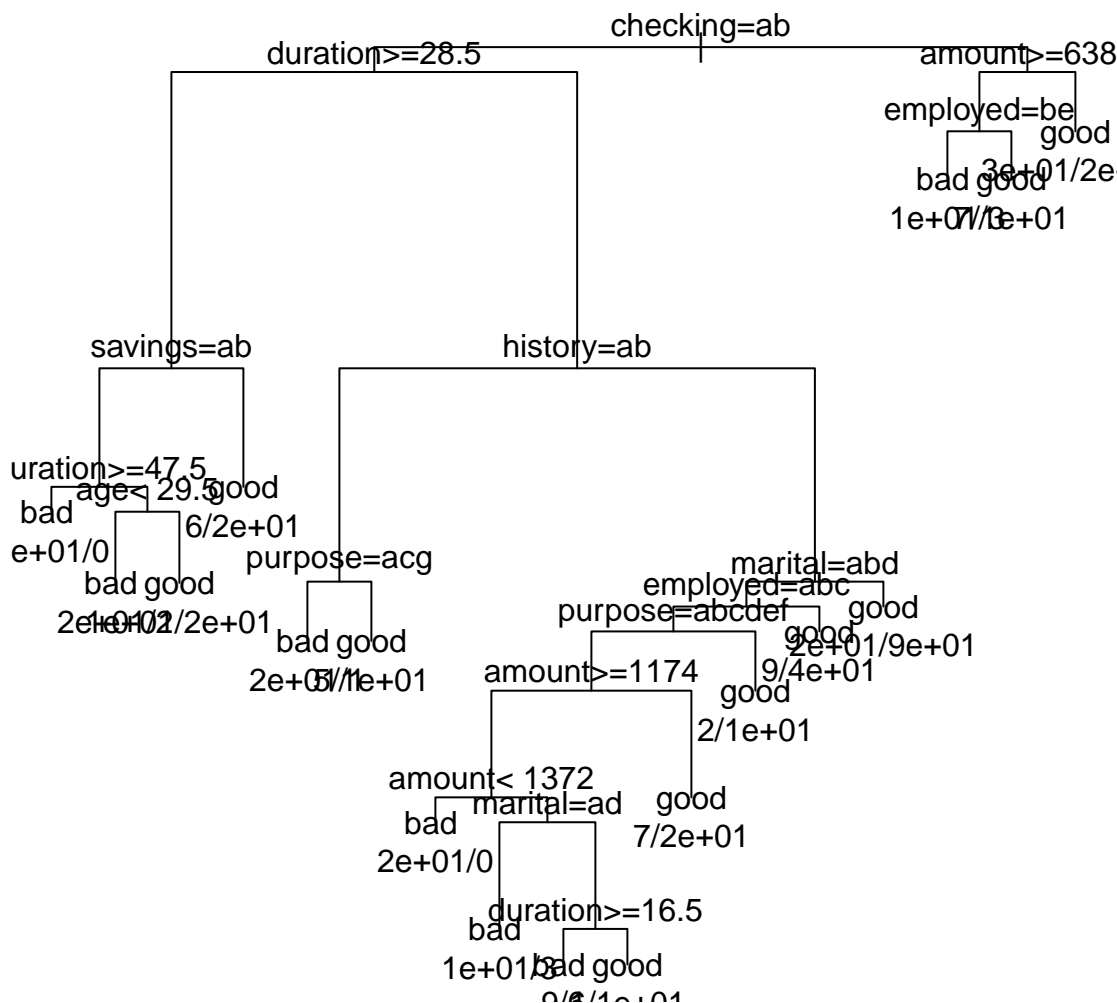 checking=ab
duration>=28.5
amount>=638
employed=be
good
3e+01/2e+
bad
good
savings=ab
history=ab
uration>=47.5
age< 29.5
good
6/2e+01
bad
e+01/0
bad
good
purpose=acg
bad
good
marital=abd
employed=abc
good
2e+01/9e+01
purpose=abcdef
good
9/4e+01
amount>=1174
good
2/1e+01
amount< 1372
marital=ad
good
7/2e+01
bad
2e+01/0
duration>=16.5
bad
1e+01/3
bad
good